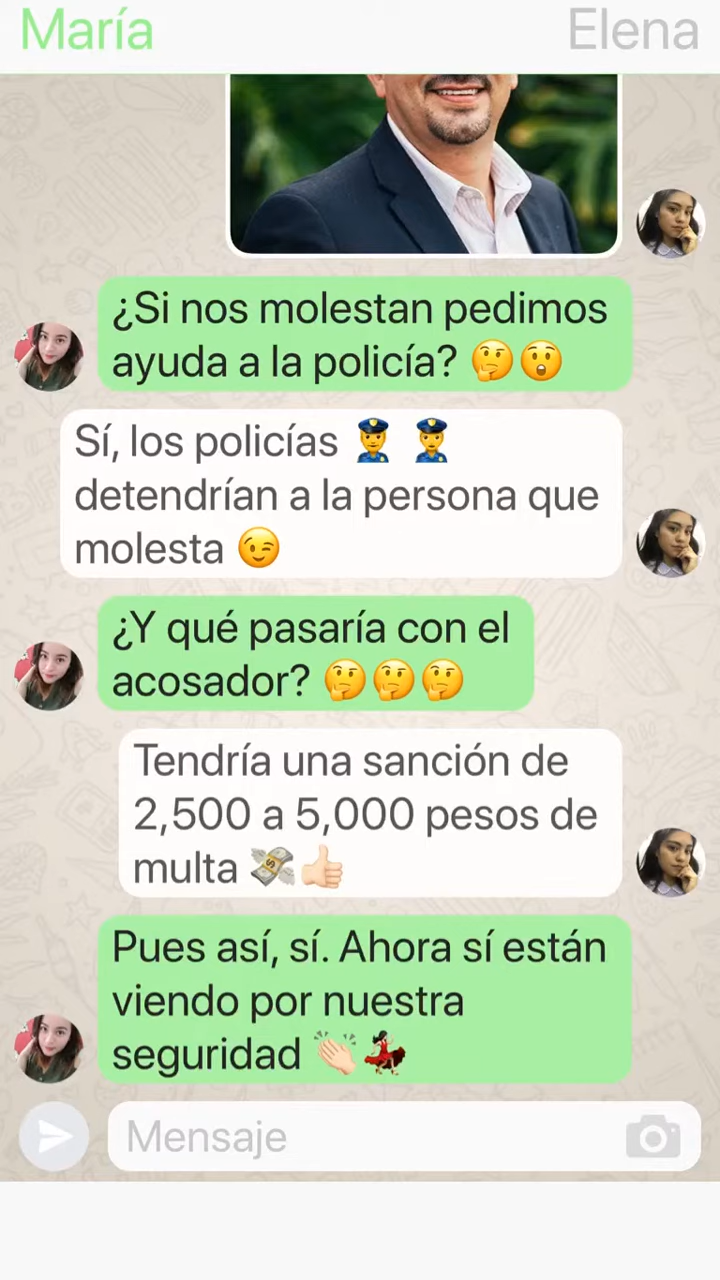 María
Elena
¿Si nos molestan pedimos
ayuda a la policía? 🤔😲
Sí, los policías 👮 👮
detendrían a la persona que
molesta 😉
¿Y qué pasaría con el
acosador? 🤔🤔🤔
Tendría una sanción de
2,500 a 5,000 pesos de
multa 💸👍🏻
Pues así, sí. Ahora sí están
viendo por nuestra
seguridad 👏🏻💃🏻
Mensaje